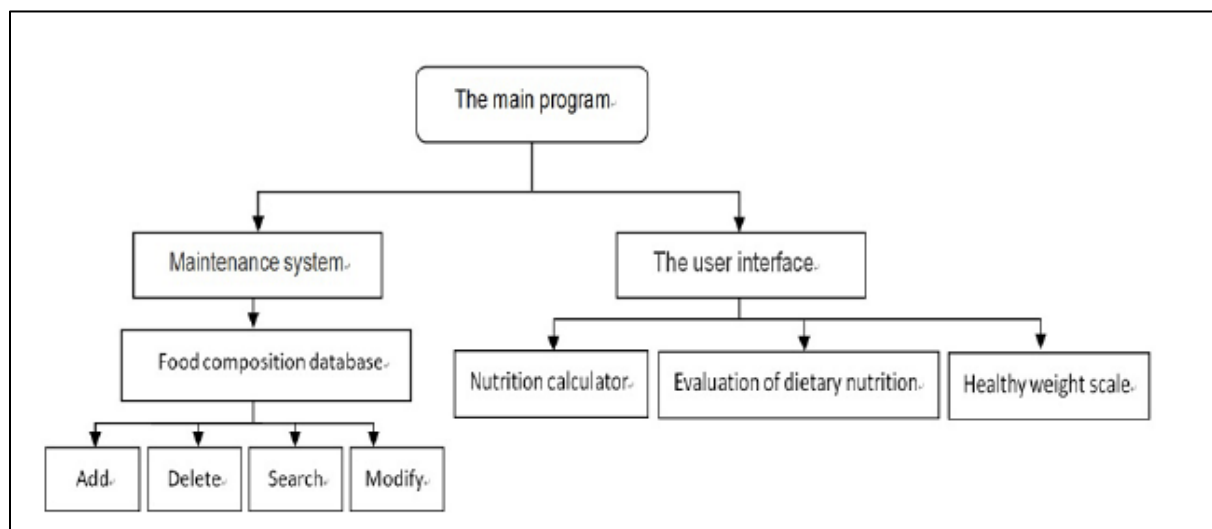 The main program
Maintenance system
The user interface
Food composition database
Nutrition calculator
Evaluation of dietary nutrition
Healthy weight scale
Add
Delete
Search
Modify